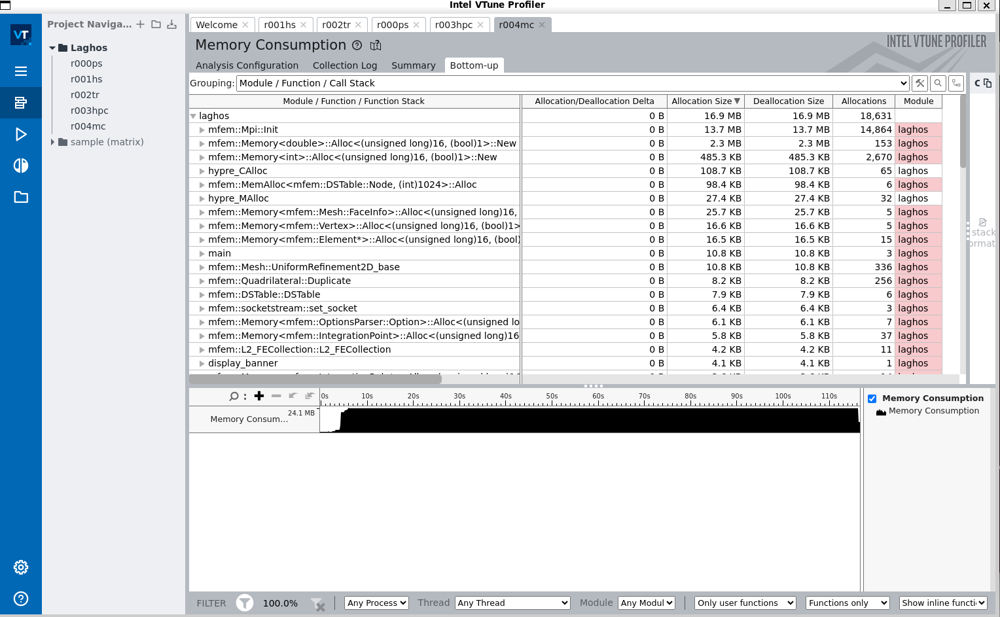 Intel VTune Profiler
VT
Project Naviga...
Laghos
r000ps
r001hs
r002tr
r003hpc
r004mc
sample (matrix)
Welcome r001hs r002tr r000ps r003hpc r004mc
Memory Consumption
INTEL VTUNE PROFILER
Analysis Configuration Collection Log Summary Bottom-up
Grouping: Module / Function / Call Stack
Module / Function / Function Stack Allocation/Deallocation Delta Allocation Size▼ Deallocation Size Allocations Module
laghos 0 B 16.9 MB 16.9 MB 18,631
mfem::Mpi::Init 0 B 13.7 MB 13.7 MB 14,864 laghos
mfem::Memory<double>::Alloc<(unsigned long)16, (bool)1>::New 0 B 2.3 MB 2.3 MB 153 laghos
mfem::Memory<int>::Alloc<(unsigned long)16, (bool)1>::New 0 B 485.3 KB 485.3 KB 2,670 laghos
hypre_CAlloc 0 B 108.7 KB 108.7 KB 65 laghos
mfem::MemAlloc<mfem::DSTable::Node, (int)1024>::Alloc 0 B 98.4 KB 98.4 KB 6 laghos
hypre_MAlloc 0 B 27.4 KB 27.4 KB 32 laghos
mfem::Memory<mfem::Mesh::FaceInfo>::Alloc<(unsigned long)16, 0 B 25.7 KB 25.7 KB 5 laghos
mfem::Memory<mfem::Vertex>::Alloc<(unsigned long)16, (bool)1> 0 B 16.6 KB 16.6 KB 5 laghos
mfem::Memory<mfem::Element*>::Alloc<(unsigned long)16, (bool) 0 B 16.5 KB 16.5 KB 15 laghos
main 0 B 10.8 KB 10.8 KB 3 laghos
mfem::Mesh::UniformRefinement2D_base 0 B 10.8 KB 10.8 KB 336 laghos
mfem::Quadrilateral::Duplicate 0 B 8.2 KB 8.2 KB 256 laghos
mfem::DSTable::DSTable 0 B 7.9 KB 7.9 KB 6 laghos
mfem::socketstream::set_socket 0 B 6.4 KB 6.4 KB 3 laghos
mfem::Memory<mfem::OptionsParser::Option>::Alloc<(unsigned lo 0 B 6.1 KB 6.1 KB 7 laghos
mfem::Memory<mfem::IntegrationPoint>::Alloc<(unsigned long)16 0 B 5.8 KB 5.8 KB 37 laghos
mfem::L2_FECollection::L2_FECollection 0 B 4.2 KB 4.2 KB 11 laghos
display_banner 0 B 4.1 KB 4.1 KB 1 laghos
C
stack
ormat
0s 10s 20s 30s 40s 50s 60s 70s 80s 90s 100s 110s
Memory Consum... 24.1 MB
Memory Consumption
Memory Consumption
FILTER 100.0% Any Process Thread Any Thread Module Any Modul Only user functions Functions only Show inline functi